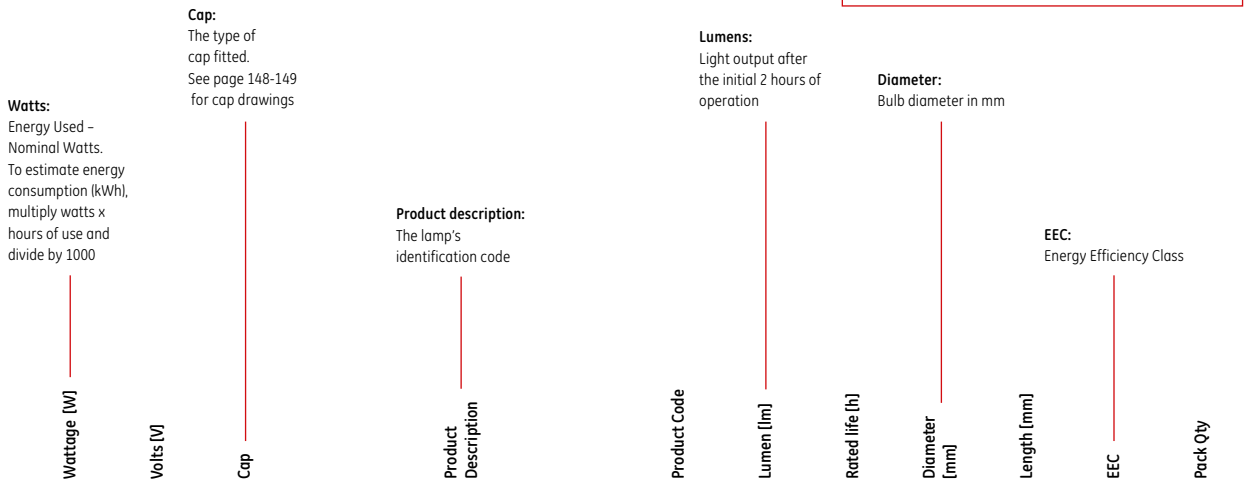 Cap:
The type of
cap fitted.
See page 148-149
for cap drawings
Lumens:
Light output after
the initial 2 hours of
operation
Diameter:
Bulb diameter in mm
Watts:
Energy Used –
Nominal Watts.
To estimate energy
consumption (kWh),
multiply watts x
hours of use and
divide by 1000
Product description:
The lamp's
identification code
EEC:
Energy Efficiency Class
Wattage [W]
Volts [V]
Cap
Product
Description
Product Code
Lumen [lm]
Rated life [h]
Diameter
[mm]
Length [mm]
EEC
Pack Qty